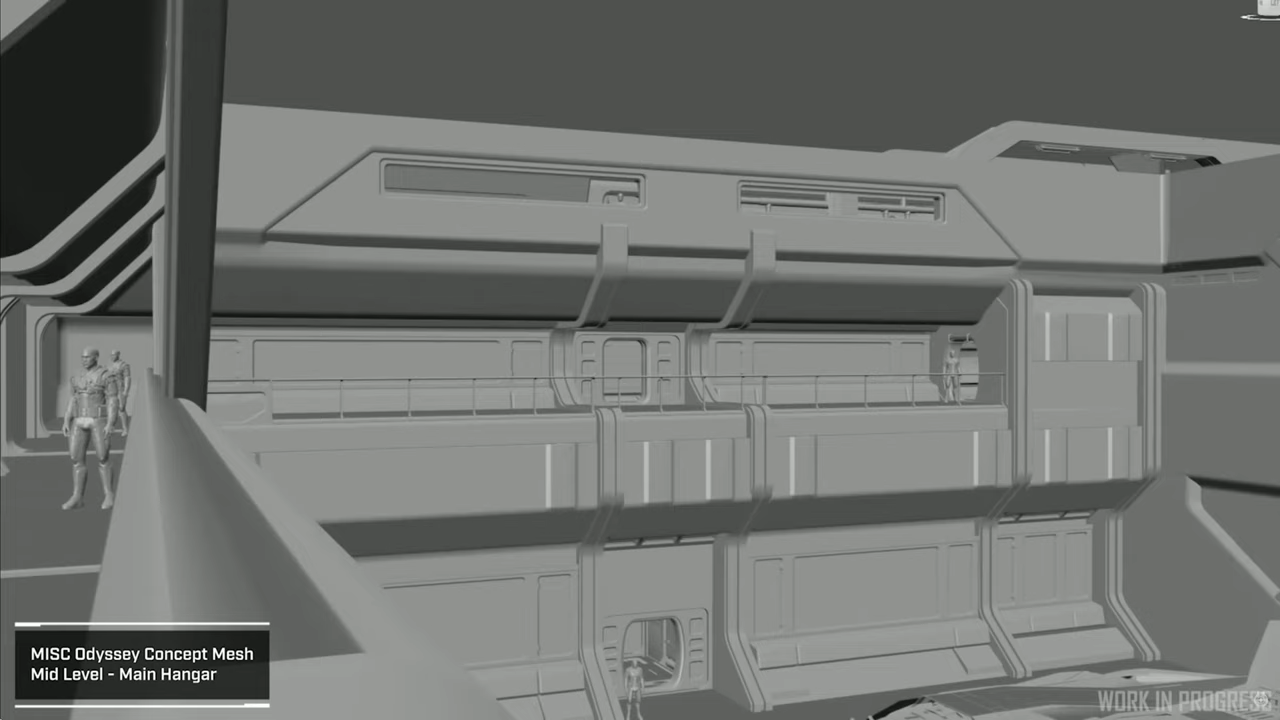 MISC Odyssey Concept Mesh
Mid Level - Main Hangar
WORK IN PROGRESS